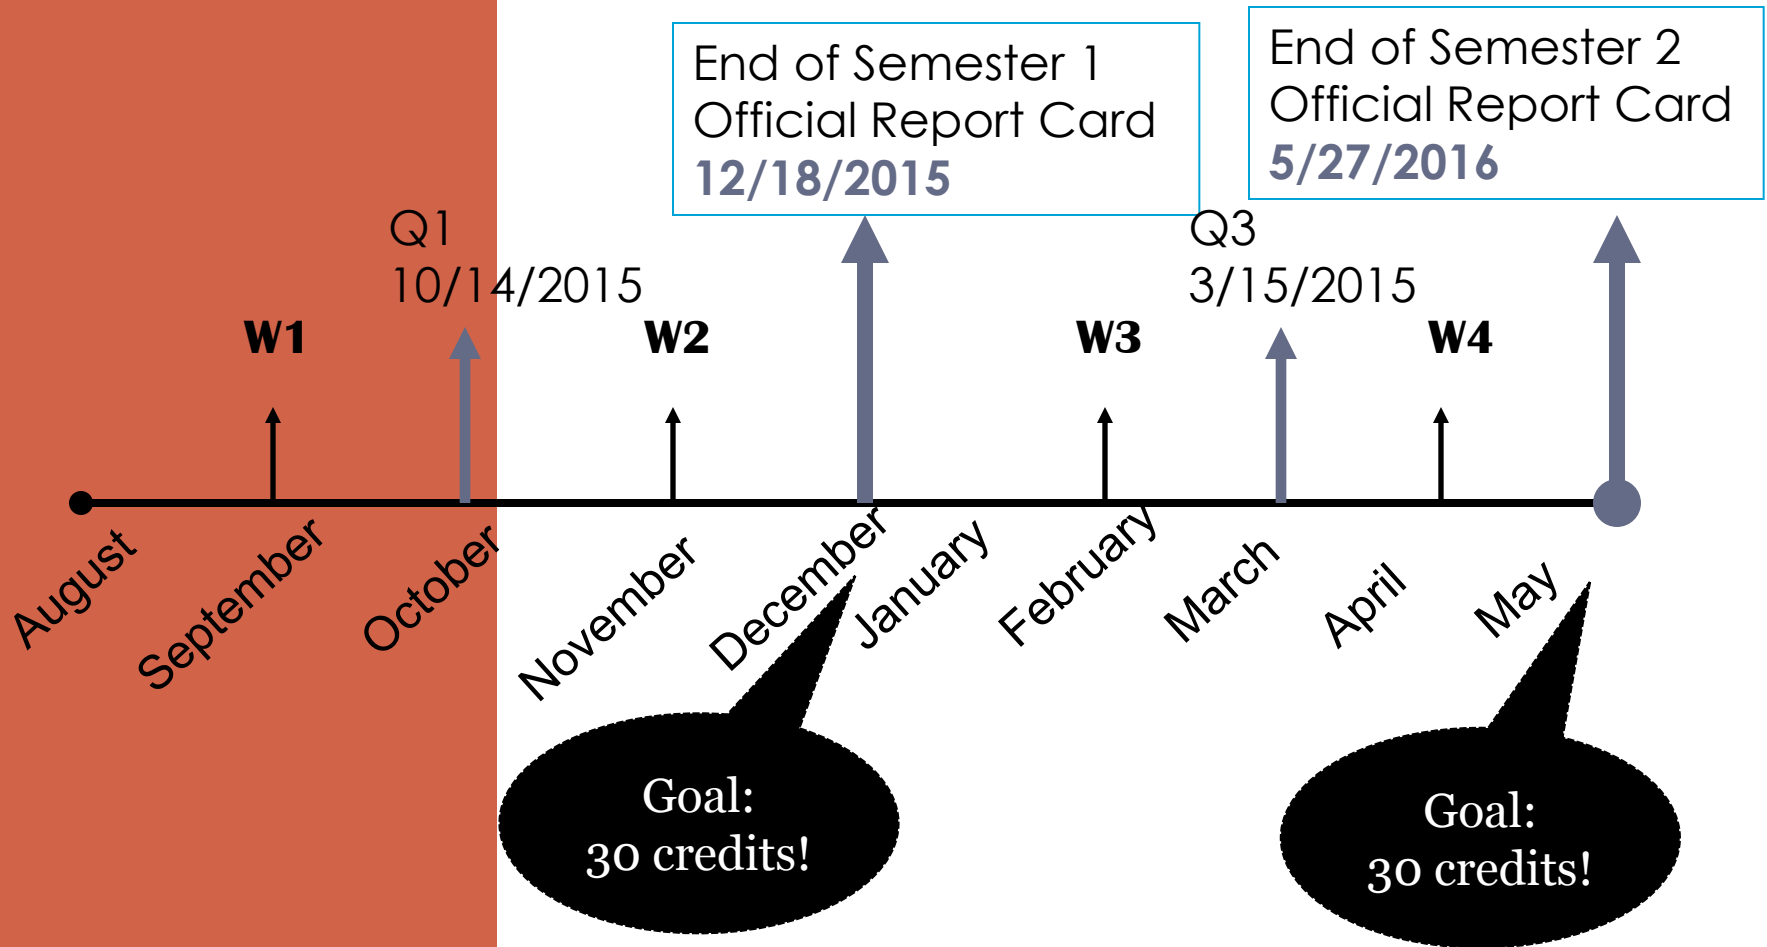 End of Semester 1
Official Report Card
12/18/2015
End of Semester 2
Official Report Card
5/27/2016
Q1
10/14/2015
Q3
3/15/2015
W1
W2
W3
W4
August
September
October
November
December
January
February
March
April
May
Goal:
30 credits!
Goal:
30 credits!